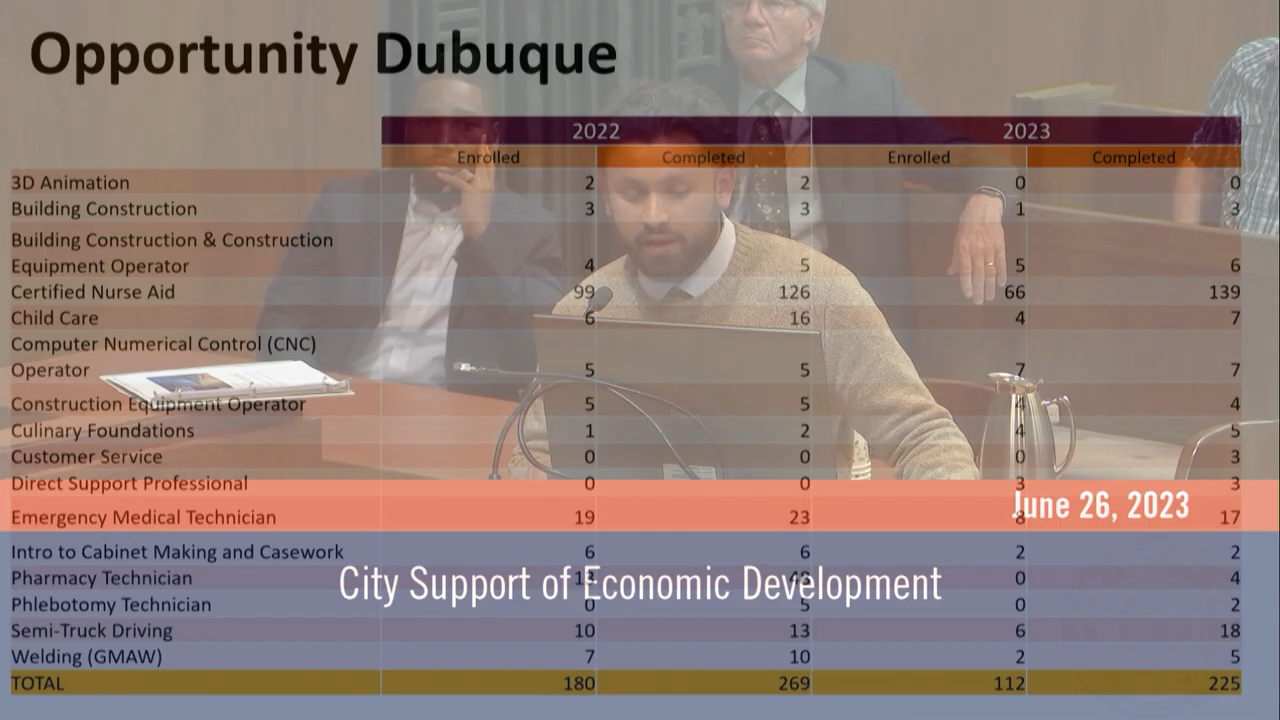 Opportunity Dubuque
2022 2023
Enrolled Completed Enrolled Completed
3D Animation 2 2 0 0
Building Construction 3 3 1 3
Building Construction & Construction
Equipment Operator 4 5 5 6
Certified Nurse Aid 99 126 66 139
Child Care 6 16 4 7
Computer Numerical Control (CNC)
Operator 5 5 7 7
Construction Equipment Operator 5 5 4 4
Culinary Foundations 1 2 4 5
Customer Service 0 0 0 3
Direct Support Professional 0 0 3 3
June 26, 2023
Emergency Medical Technician 19 23 8 17
Intro to Cabinet Making and Casework 6 6 2 2
Pharmacy Technician 0 4
City Support of Economic Development
Phlebotomy Technician 0 5 0 2
Semi-Truck Driving 10 13 6 18
Welding (GMAW) 7 10 2 5
TOTAL 180 269 112 225